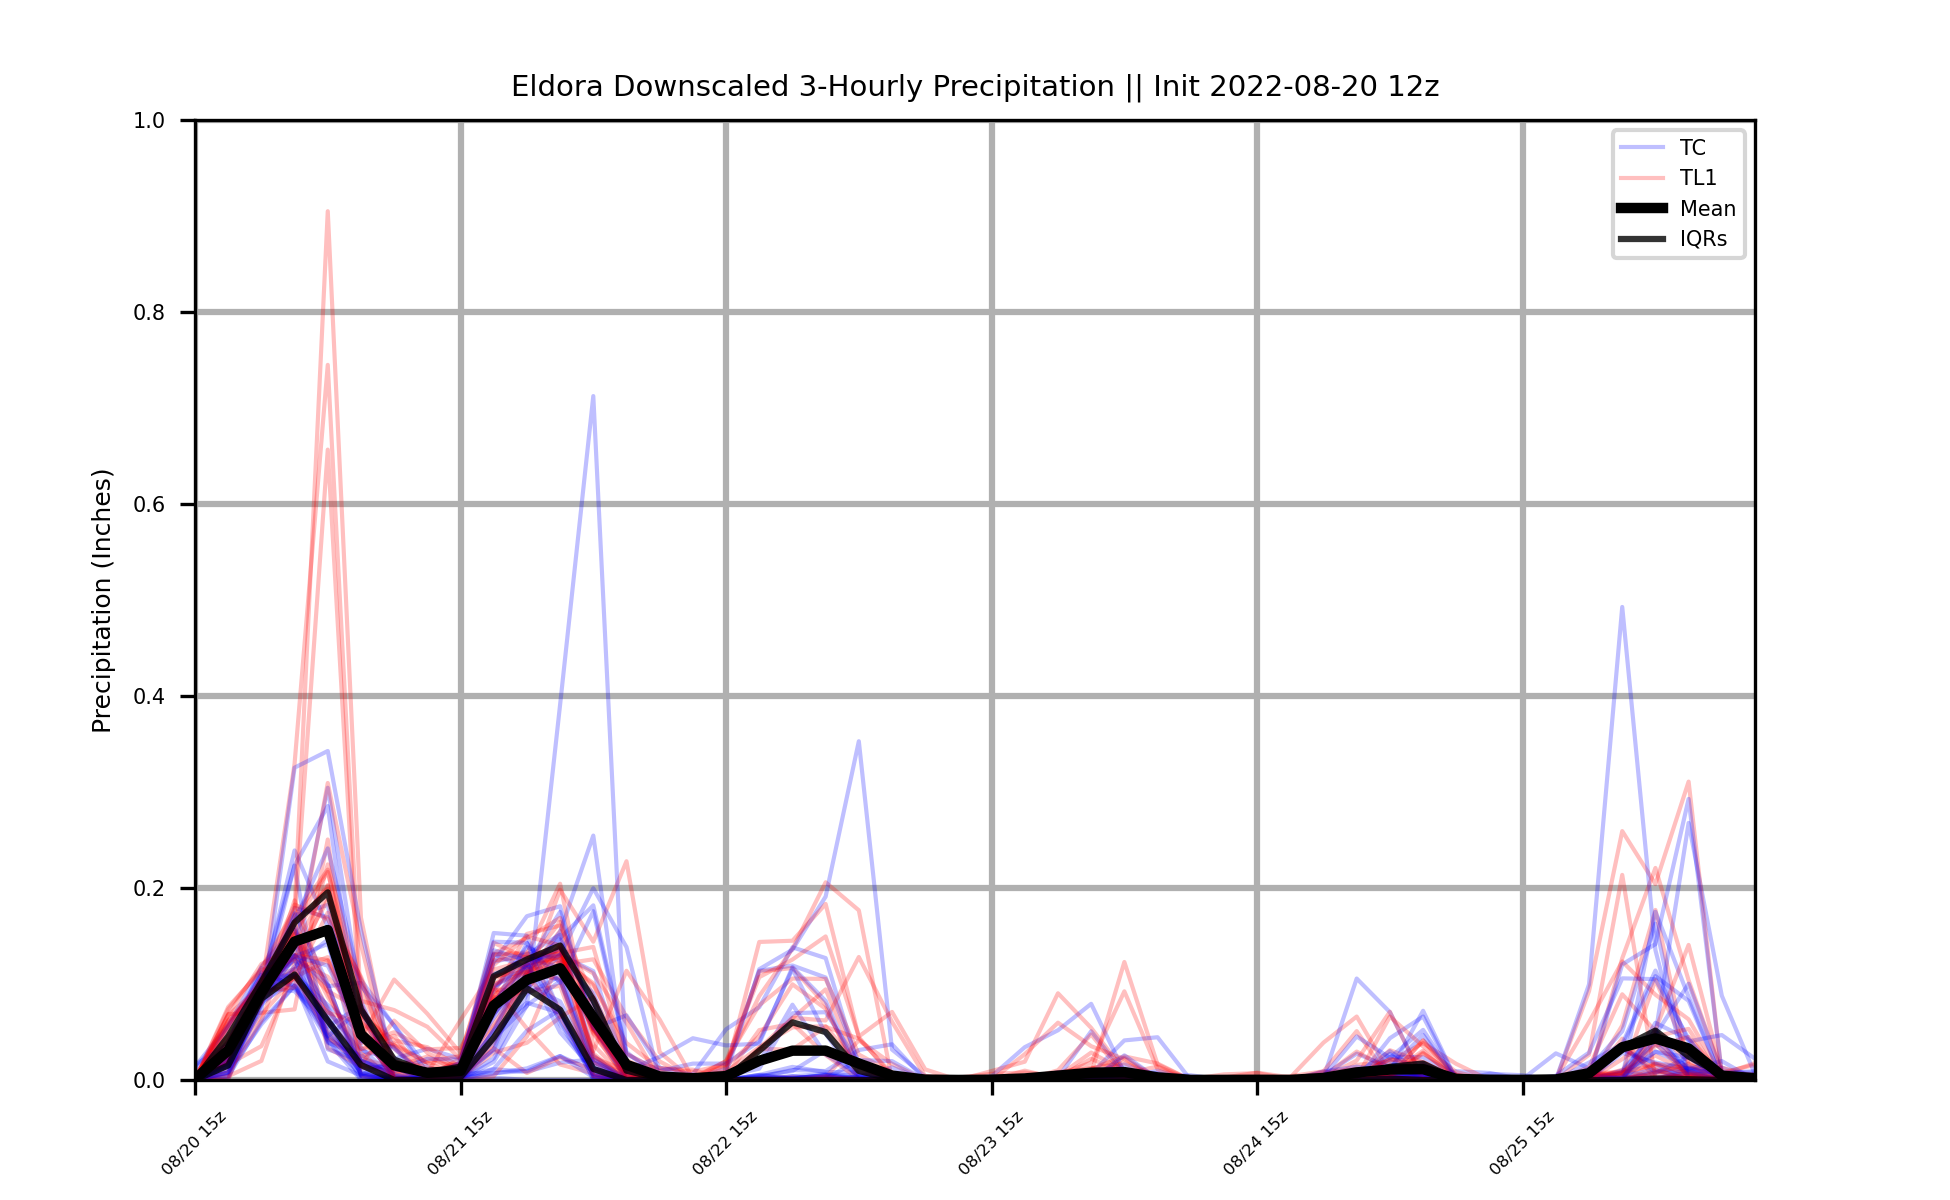 Eldora Downscaled 3-Hourly Precipitation || Init 2022-08-20 12z
1.0
0.8
0.6
0.4
0.2
0.0
Precipitation (Inches)
TC
TL1
Mean
IQRs
08/20 15z
08/21 15z
08/22 15z
08/23 15z
08/24 15z
08/25 15z